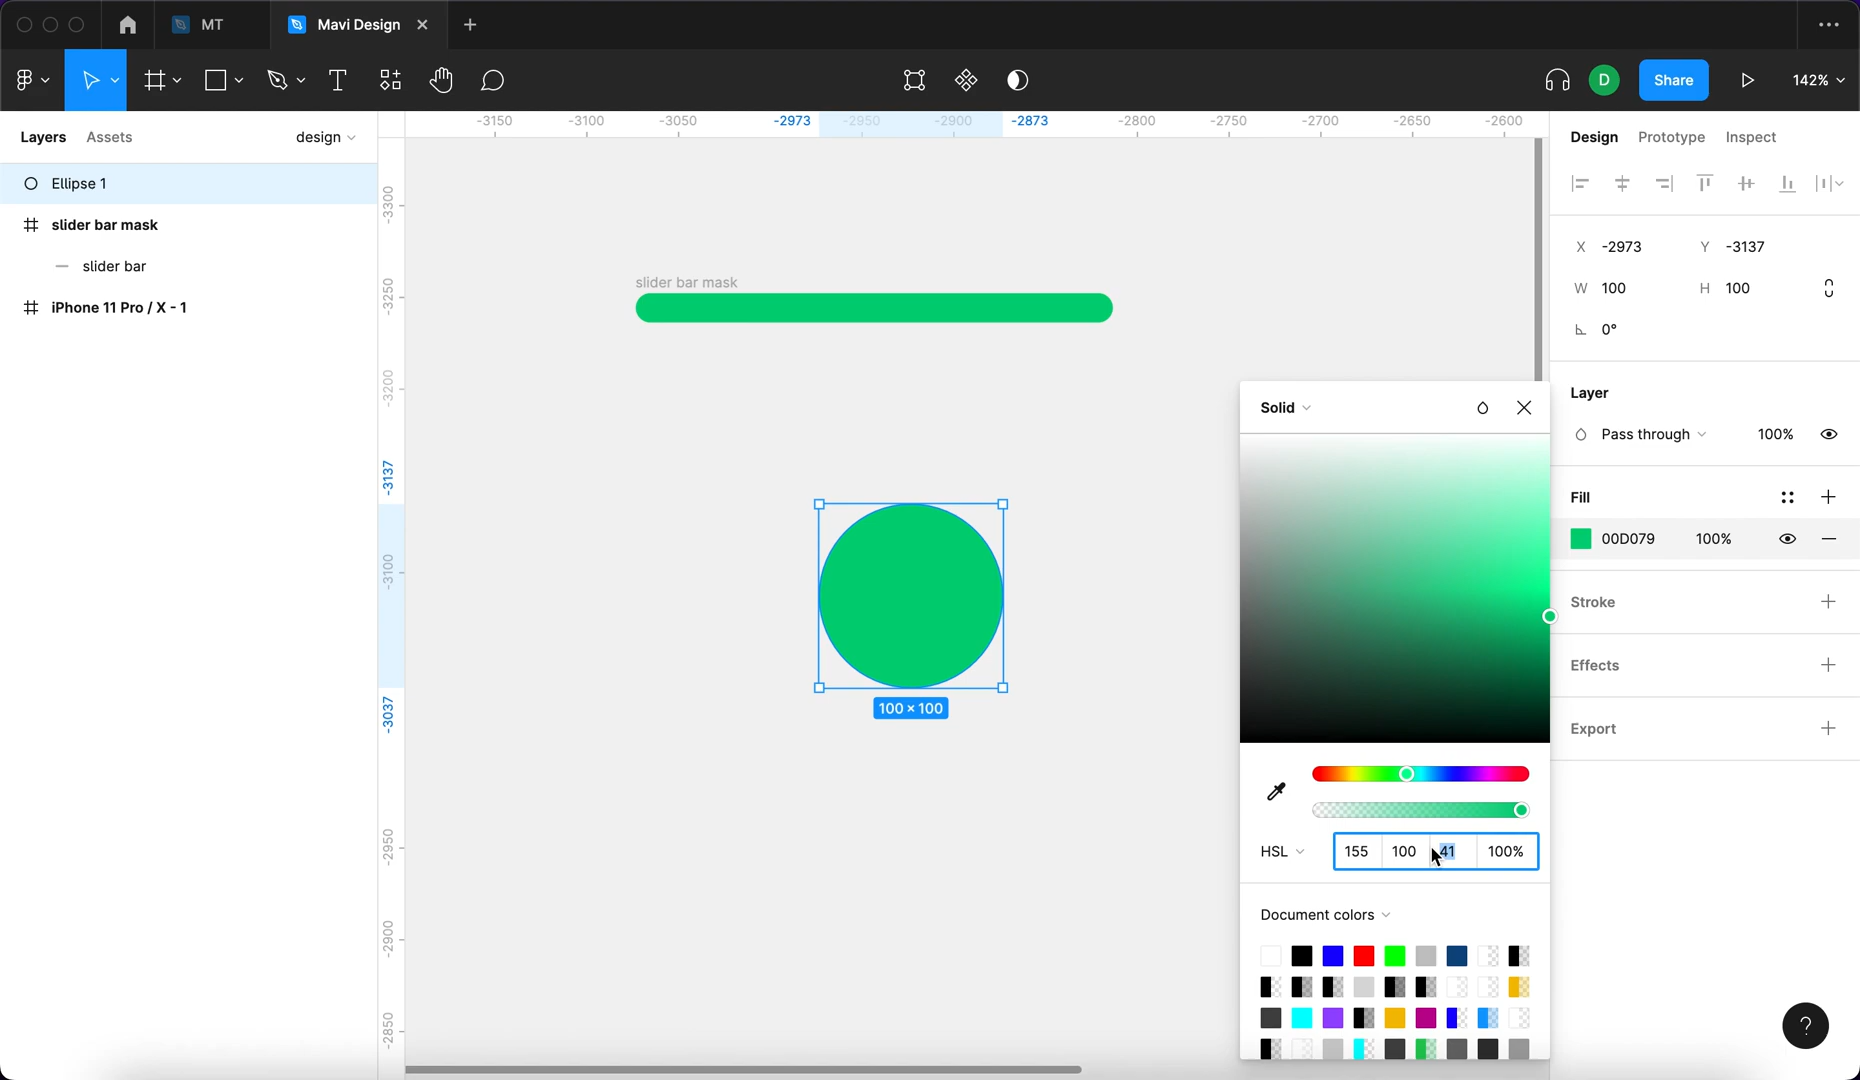 MT
Mavi Design
Share
142%
Layers
Assets
design
Ellipse 1
slider bar mask
slider bar
iPhone 11 Pro / X - 1
-3150
-3100
-3050
-2973
-2950
-2900
-2873
-2800
-2750
-2700
-2650
-2600
-3300
-3250
-3200
-3137
-3100
-3037
-2950
-2900
-2850
slider bar mask
100 × 100
Design
Prototype
Inspect
X -2973
Y -3137
W 100
H 100
0°
Layer
Pass through
100%
Fill
00D079
100%
Stroke
Effects
Export
Solid
HSL
155
100
41
100%
Document colors
D
?